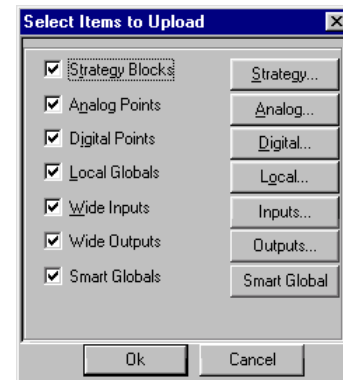 Select Items to Upload
Strategy Blocks Strategy...
Analog Points Analog...
Digital Points Digital...
Local Globals Local...
Wide Inputs Inputs...
Wide Outputs Outputs...
Smart Globals Smart Global
Ok Cancel